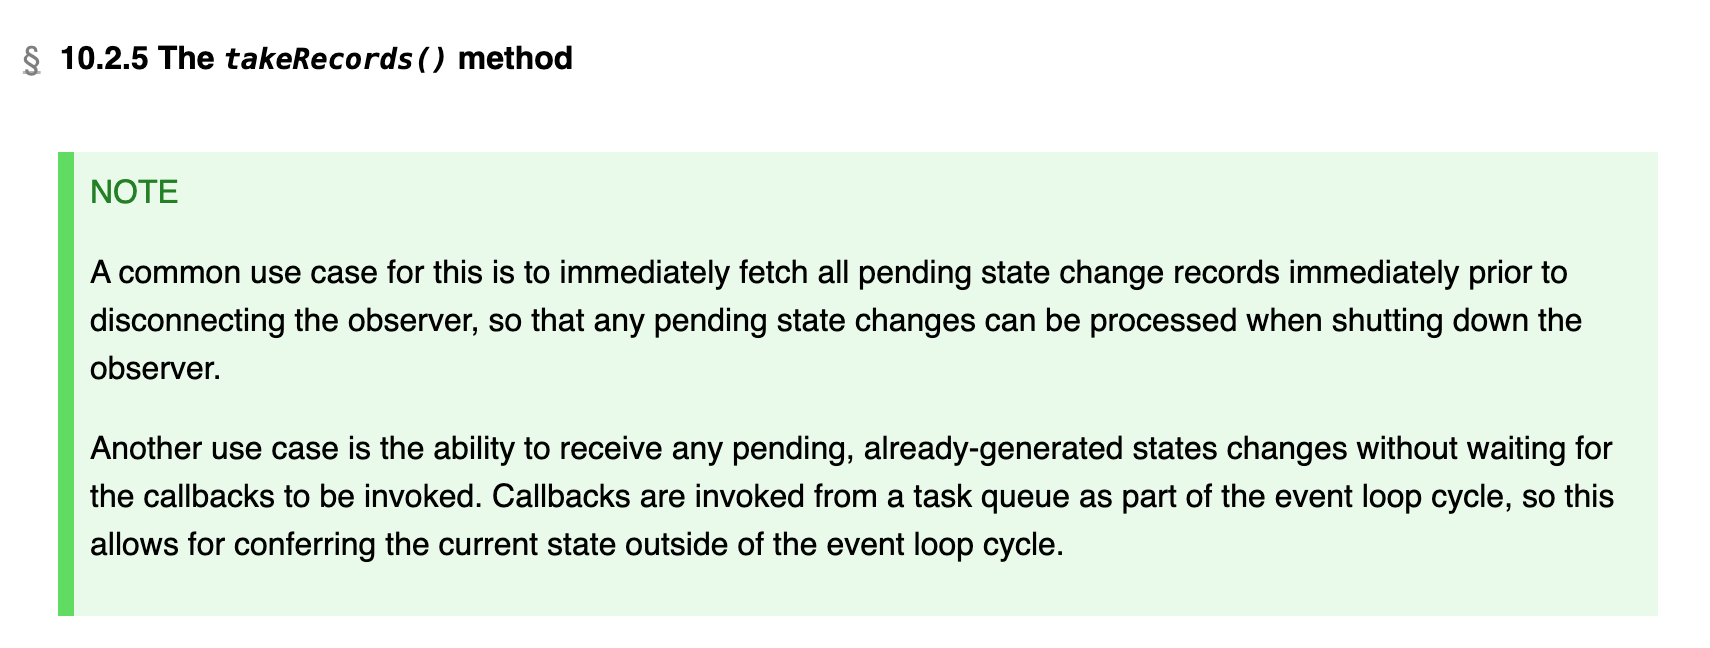 § 10.2.5 The takeRecords() method
NOTE
A common use case for this is to immediately fetch all pending state change records immediately prior to
disconnecting the observer, so that any pending state changes can be processed when shutting down the
observer.
Another use case is the ability to receive any pending, already-generated states changes without waiting for
the callbacks to be invoked. Callbacks are invoked from a task queue as part of the event loop cycle, so this
allows for conferring the current state outside of the event loop cycle.